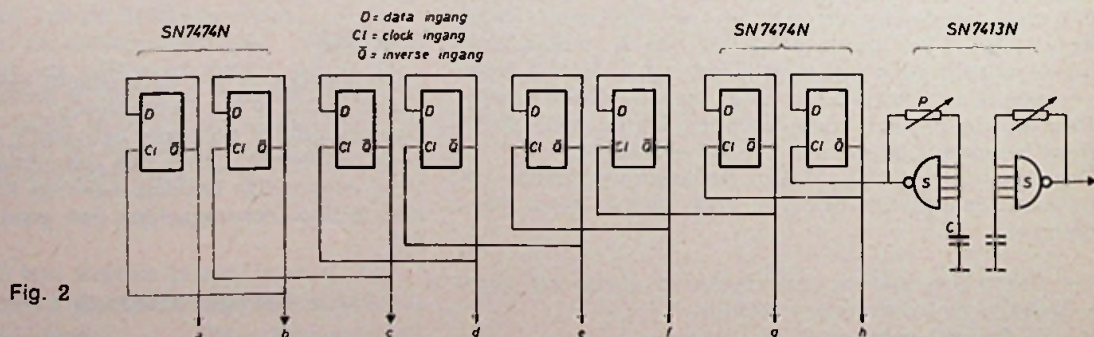 D = data ingang
Cl = clock ingang
Q̄ = inverse ingang
SN7474N
SN7474N
SN7413N
D
Cl Q̄
D
Cl Q̄
D
Cl Q̄
D
Cl Q̄
D
Cl Q̄
D
Cl Q̄
D
Cl Q̄
D
Cl Q̄
P
S
S
C
Fig. 2
a b c d e f g h